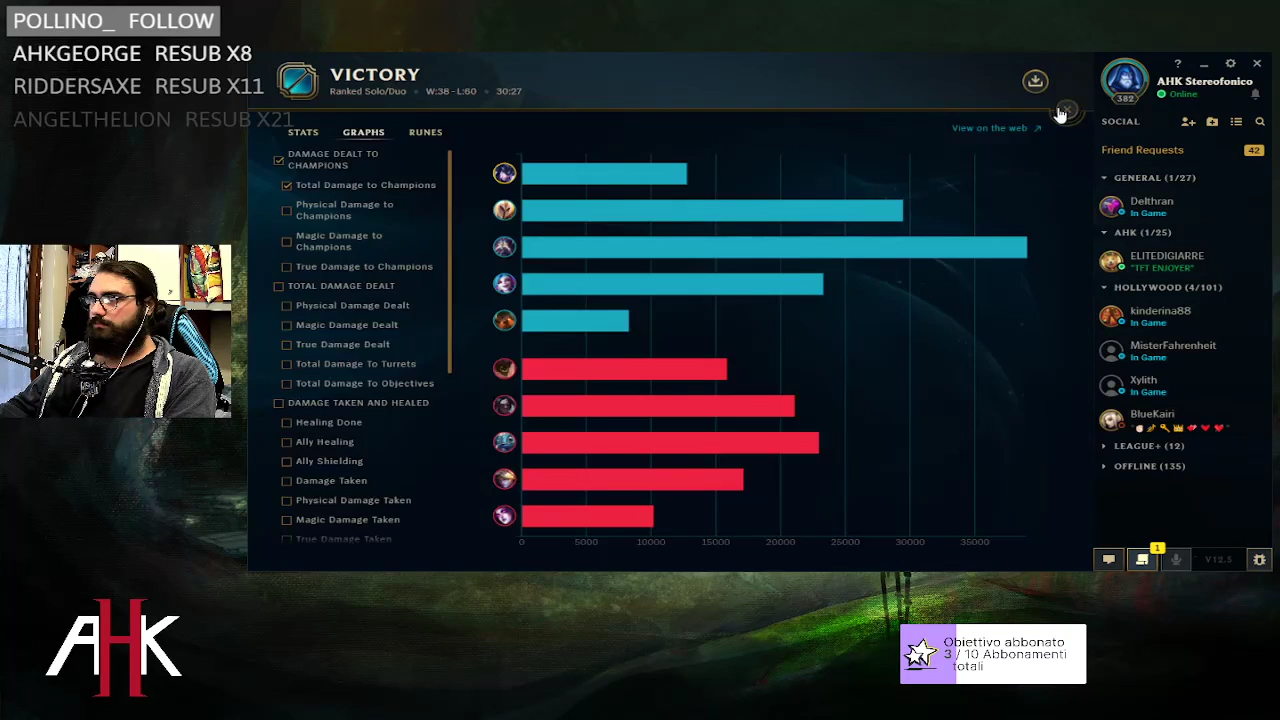 POLLINO_ FOLLOW
AHKGEORGE RESUB X8
RIDDERSAXE RESUB X11
ANGELTHELION RESUB X21
VICTORY
Ranked Solo/Duo • W:38 - L:60 • 30:27
STATS GRAPHS RUNES
View on the web
DAMAGE DEALT TO
CHAMPIONS
Total Damage to Champions
Physical Damage to
Champions
Magic Damage to
Champions
True Damage to Champions
TOTAL DAMAGE DEALT
Physical Damage Dealt
Magic Damage Dealt
True Damage Dealt
Total Damage To Turrets
Total Damage To Objectives
DAMAGE TAKEN AND HEALED
Healing Done
Ally Healing
Ally Shielding
Damage Taken
Physical Damage Taken
Magic Damage Taken
True Damage Taken
0 5000 10000 15000 20000 25000 30000 35000
382
AHK Stereofonico
Online
SOCIAL
Friend Requests 42
GENERAL (1/27)
Delthran
In Game
AHK (1/25)
ELITEDIGIARRE
"TFT ENJOYER"
HOLLYWOOD (4/101)
kinderina88
In Game
MisterFahrenheit
In Game
Xylith
In Game
BlueKairi
LEAGUE+ (12)
OFFLINE (135)
1
V12.5
AHK
Obiettivo abbonato
3 / 10 Abbonamenti
totali